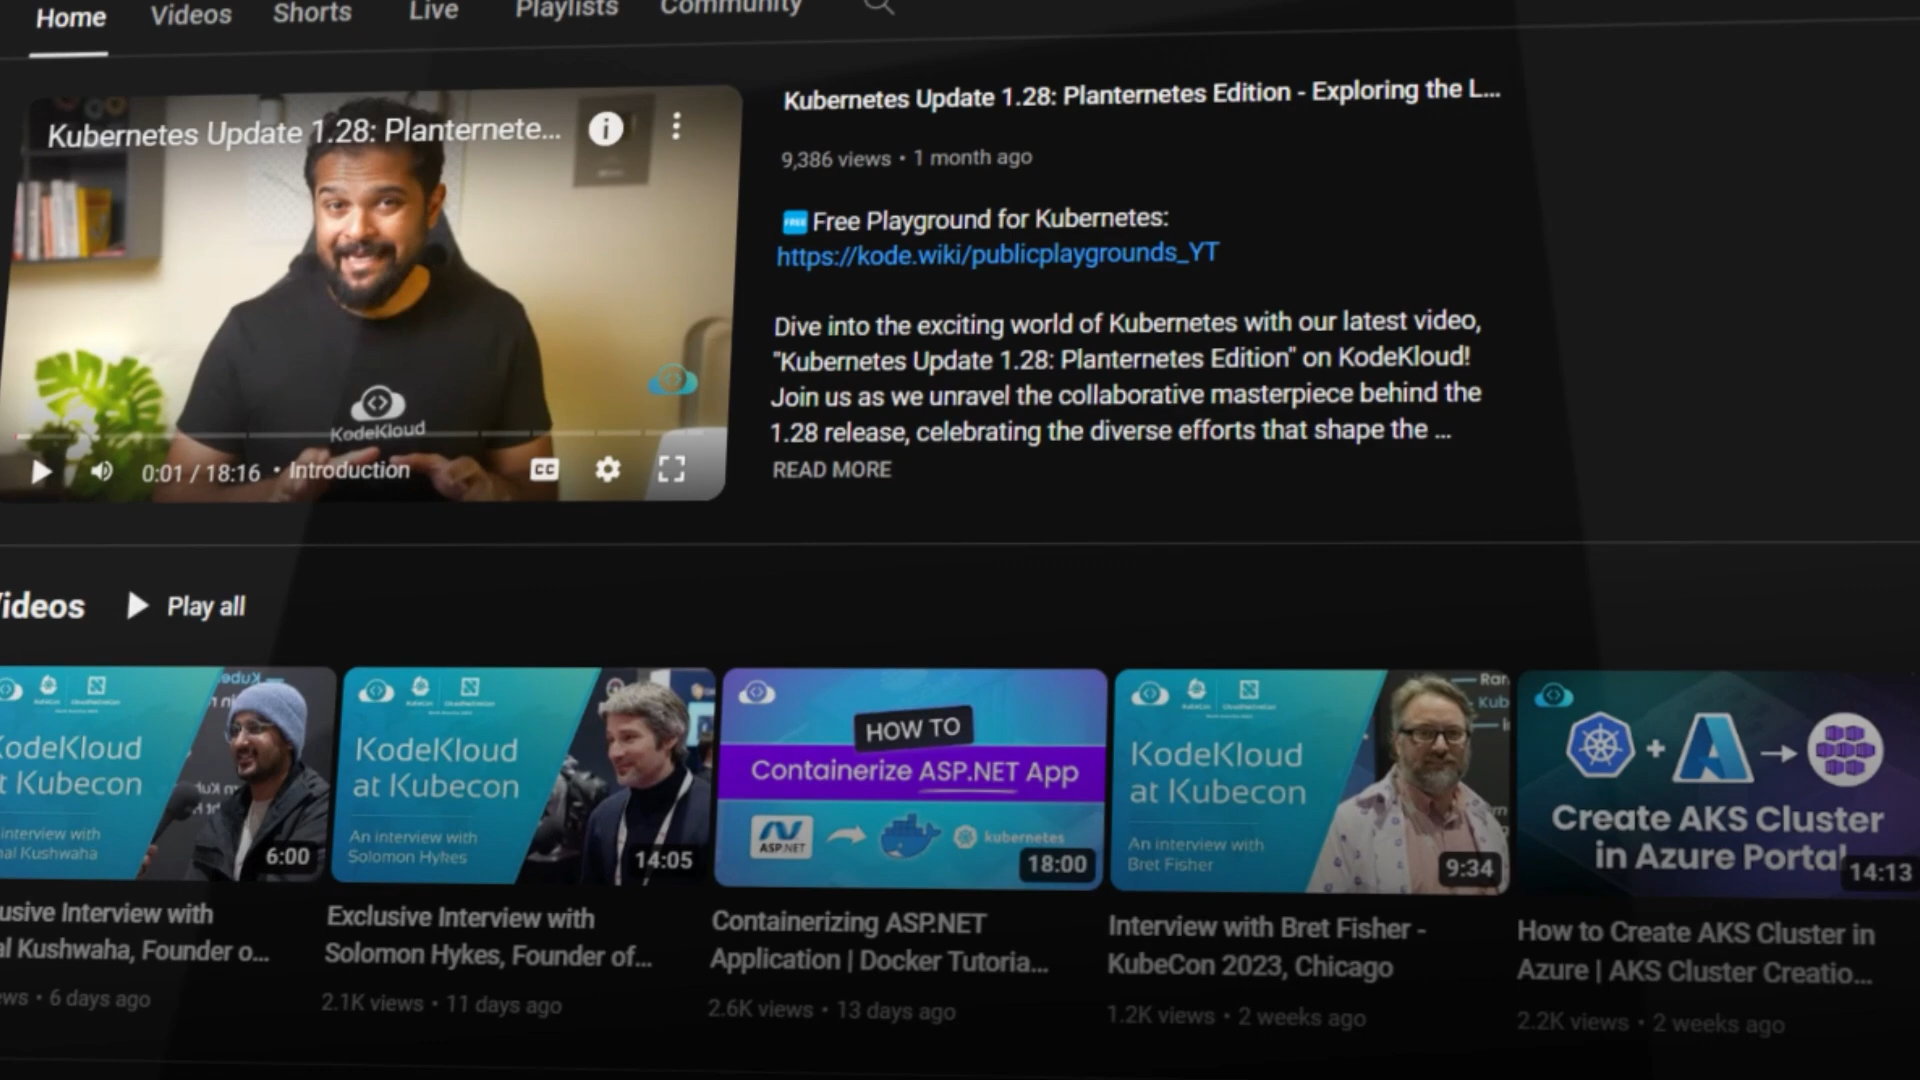 Home Videos Shorts Live Playlists Community
Kubernetes Update 1.28: Planternete...
KodeKloud
0:01 / 18:16 • Introduction
CC
Kubernetes Update 1.28: Planternetes Edition - Exploring the L...
9,386 views • 1 month ago
FREE Free Playground for Kubernetes:
https://kode.wiki/publicplaygrounds_YT
Dive into the exciting world of Kubernetes with our latest video,
"Kubernetes Update 1.28: Planternetes Edition" on KodeKloud!
Join us as we unravel the collaborative masterpiece behind the
1.28 release, celebrating the diverse efforts that shape the ...
READ MORE
Videos Play all
KodeKloud
at Kubecon
interview with
Kushwaha
6:00
Interview with
Kushwaha, Founder o...
6 days ago
KodeKloud
at Kubecon
An interview with
Solomon Hykes
14:05
Exclusive Interview with
Solomon Hykes, Founder of...
2.1K views • 11 days ago
HOW TO
Containerize ASP.NET App
ASP.NET
kubernetes
18:00
Containerizing ASP.NET
Application | Docker Tutoria...
2.6K views • 13 days ago
KodeKloud
at Kubecon
An interview with
Bret Fisher
9:34
Interview with Bret Fisher -
KubeCon 2023, Chicago
1.2K views • 2 weeks ago
Create AKS Cluster
in Azure Portal
14:13
How to Create AKS Cluster in
Azure | AKS Cluster Creatio...
2.2K views • 2 weeks ago